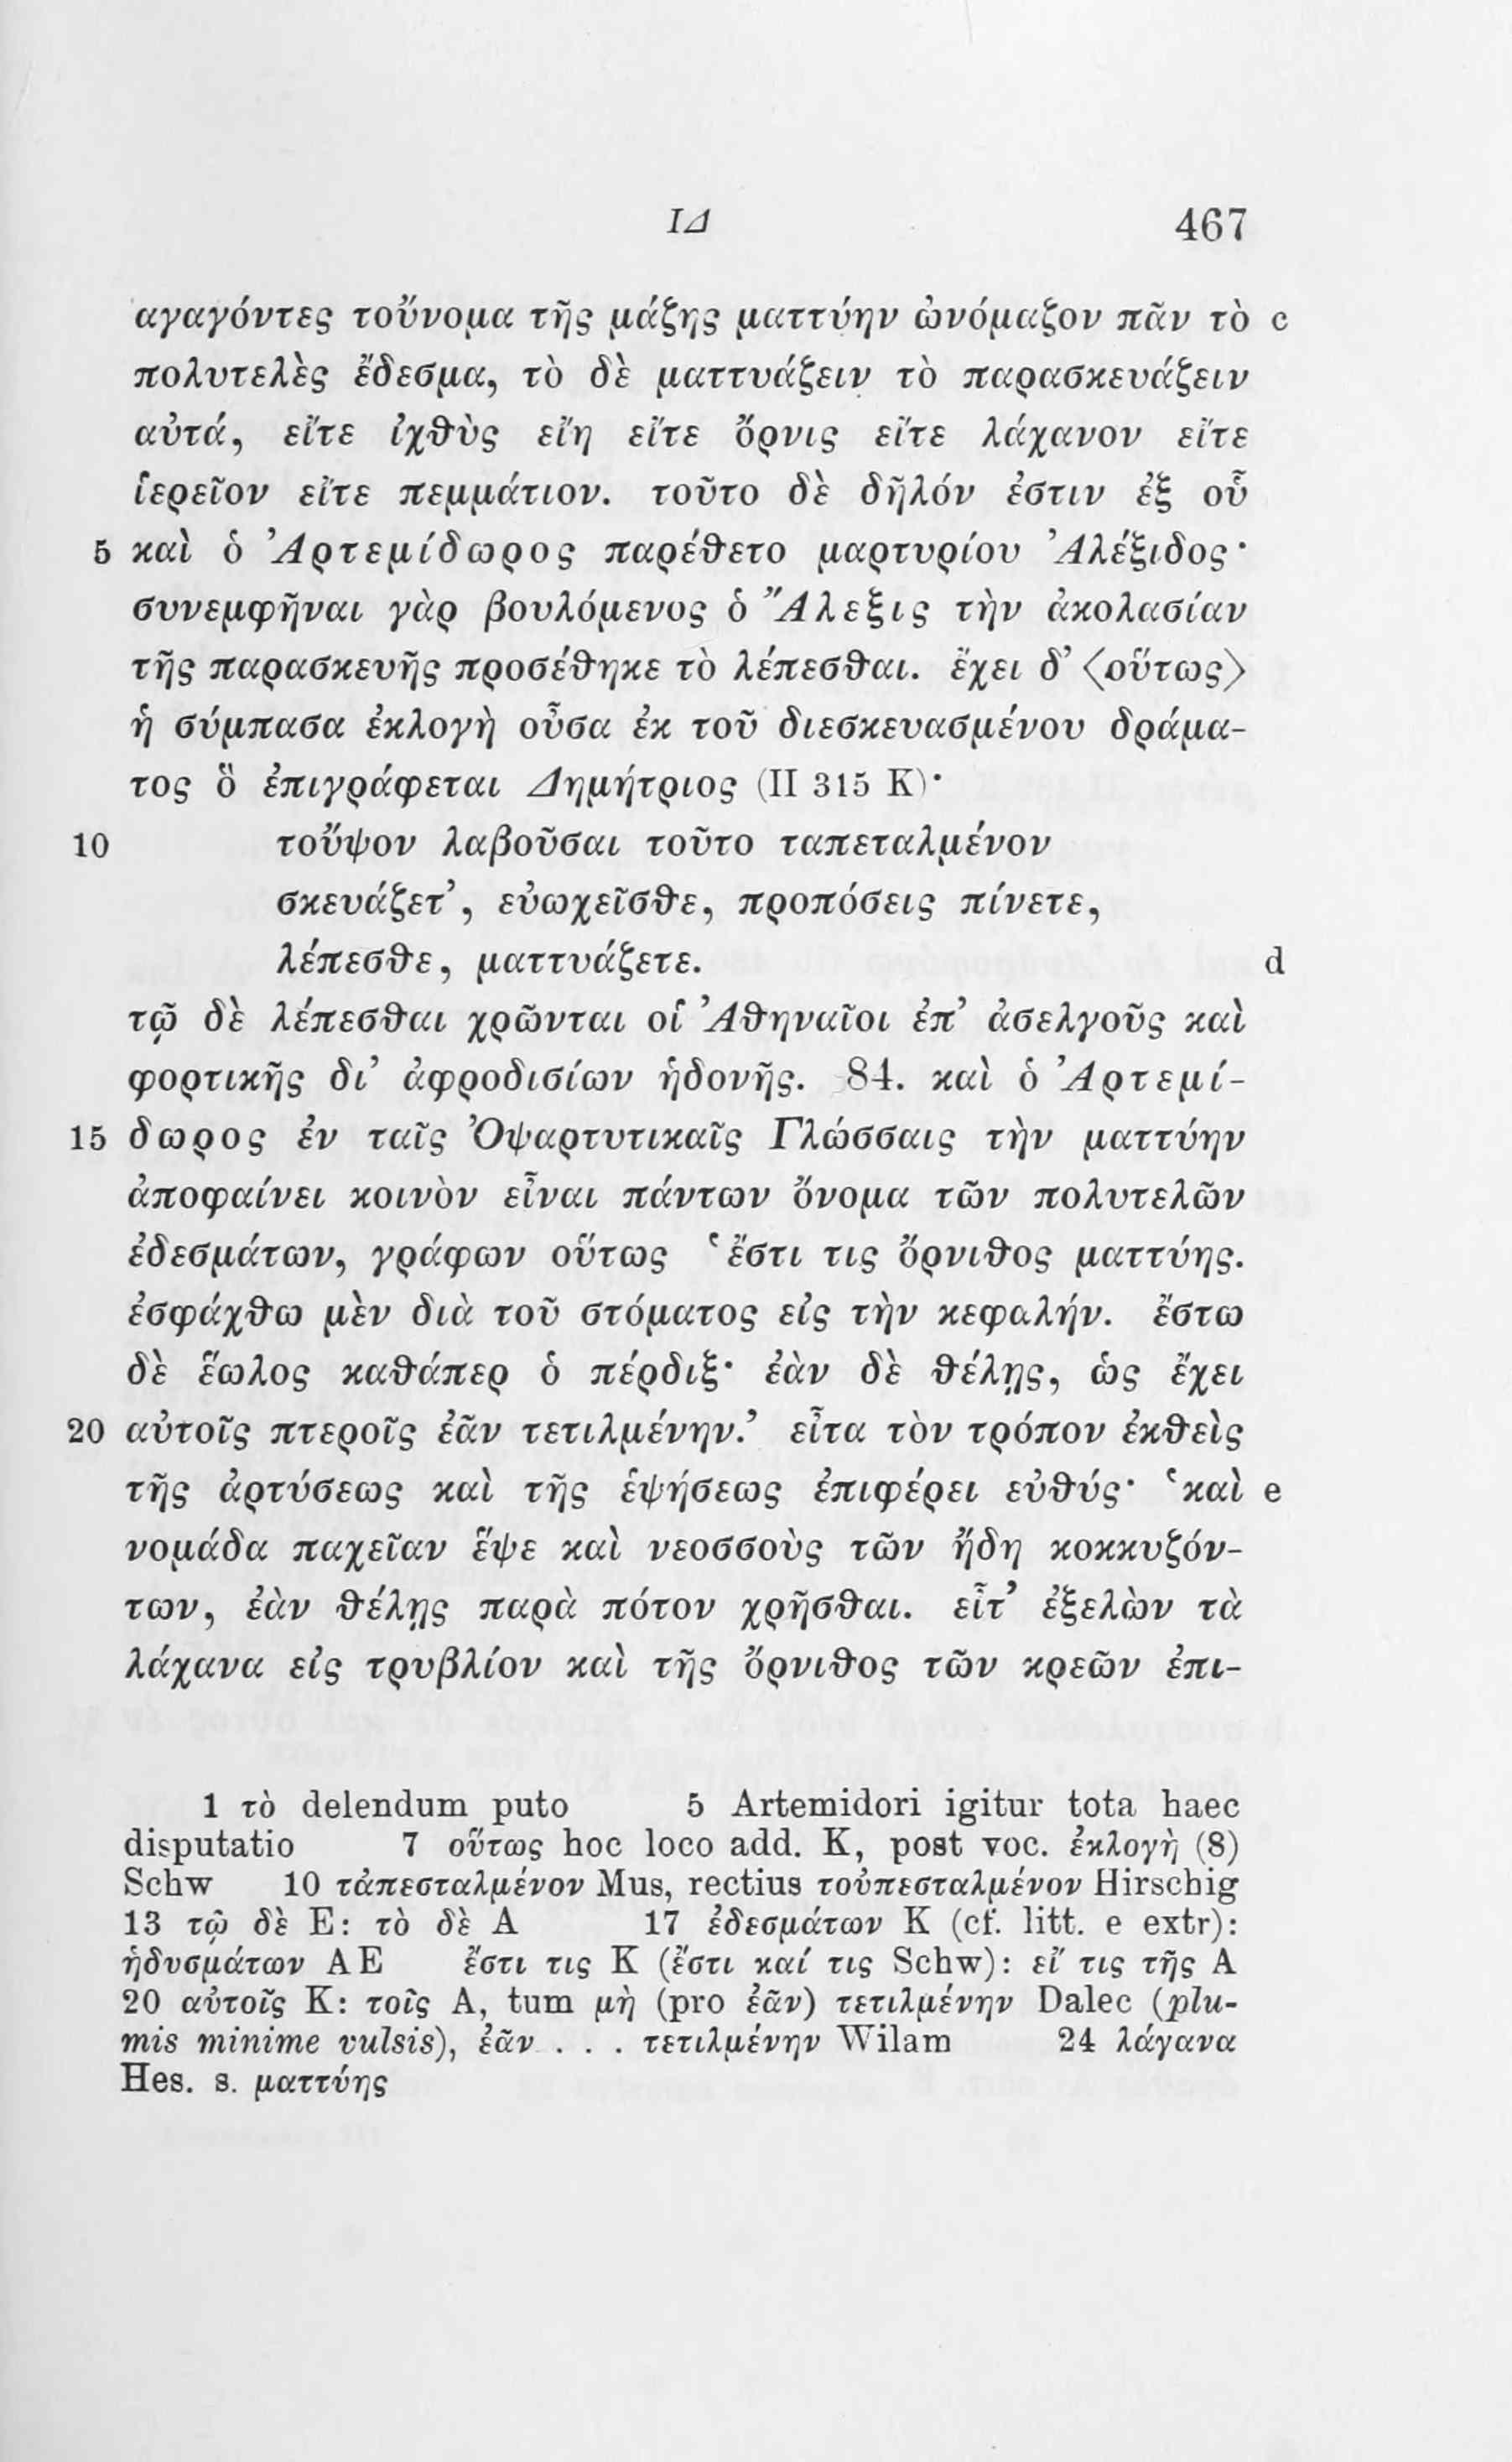 ΙΔ 467
αγαγόντες τοὔνομα τῆς μάζης ματτύην ὠνόμαζον πᾶν τὸ c
πολυτελὲς ἔδεσμα, τὸ δὲ ματτυάζειν τὸ παρασκευάζειν
αὐτά, εἴτε ἰχθὺς εἴη εἴτε ὄρνις εἴτε λάχανον εἴτε
ἱερεῖον εἴτε πεμμάτιον. τοῦτο δὲ δῆλόν ἐστιν ἐξ οὗ
5 καὶ ὁ Ἀρτεμίδωρος παρέθετο μαρτυρίου Ἀλέξιδος·
συνεμφῆναι γὰρ βουλόμενος ὁ Ἄλεξις τὴν ἀκολασίαν
τῆς παρασκευῆς προσέθηκε τὸ λέπεσθαι. ἔχει δ’ 〈οὕτως〉
ἡ σύμπασα ἐκλογὴ οὖσα ἐκ τοῦ διεσκευασμένου δράμα-
τος ὃ ἐπιγράφεται Δημήτριος (II 315 K)·
10 τοὔψον λαβοῦσαι τοῦτο ταπεταλμένον
σκευάζετ’, εὐωχεῖσθε, προπόσεις πίνετε,
λέπεσθε, ματτυάζετε. d
τῷ δὲ λέπεσθαι χρῶνται οἱ Ἀθηναῖοι ἐπ’ ἀσελγοῦς καὶ
φορτικῆς δι’ ἀφροδισίων ἡδονῆς. 84. καὶ ὁ Ἀρτεμί-
15 δωρος ἐν ταῖς Ὀψαρτυτικαῖς Γλώσσαις τὴν ματτύην
ἀποφαίνει κοινὸν εἶναι πάντων ὄνομα τῶν πολυτελῶν
ἐδεσμάτων, γράφων οὕτως ‘ἔστι τις ὄρνιθος ματτύης.
ἐσφάχθω μὲν διὰ τοῦ στόματος εἰς τὴν κεφαλήν. ἔστω
δὲ ἕωλος καθάπερ ὁ πέρδιξ· ἐὰν δὲ θέλῃς, ὡς ἔχει
20 αὐτοῖς πτεροῖς ἐᾶν τετιλμένην.’ εἶτα τὸν τρόπον ἐκθεὶς
τῆς ἀρτύσεως καὶ τῆς ἑψήσεως ἐπιφέρει εὐθύς· ‘καὶ e
νομάδα παχεῖαν ἕψε καὶ νεοσσοὺς τῶν ἤδη κοκκυζόν-
των, ἐὰν θέλῃς παρὰ πότον χρῆσθαι. εἶτ’ ἐξελὼν τὰ
λάχανα εἰς τρυβλίον καὶ τῆς ὄρνιθος τῶν κρεῶν ἐπι-
1 τὸ delendum puto 5 Artemidori igitur tota haec
disputatio 7 οὕτως hoc loco add. K, post voc. ἐκλογὴ (8)
Schw 10 τἀπεσταλμένον Mus, rectius τοὐπεσταλμένον Hirschig
13 τῷ δὲ E: τὸ δὲ A 17 ἐδεσμάτων K (cf. litt. e extr):
ἡδυσμάτων AE ἔστι τις K (ἔστι καί τις Schw): εἴ τις τῆς A
20 αὐτοῖς K: τοῖς A, tum μὴ (pro ἐᾶν) τετιλμένην Dalec (plu-
mis minime vulsis), ἐᾶν . . . τετιλμένην Wilam 24 λάγανα
Hes. s. ματτύης